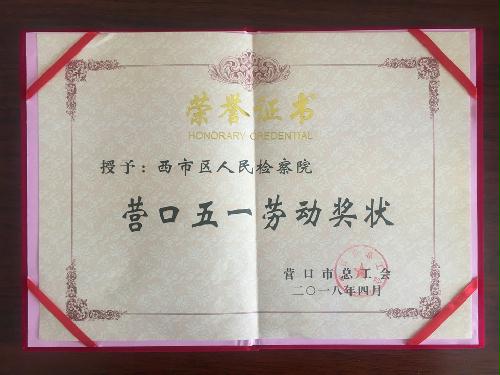 荣誉证书
HONORARY CREDENTIAL
授予：西市区人民检察院
营口五一劳动奖状
营口市总工会
二〇一八年四月